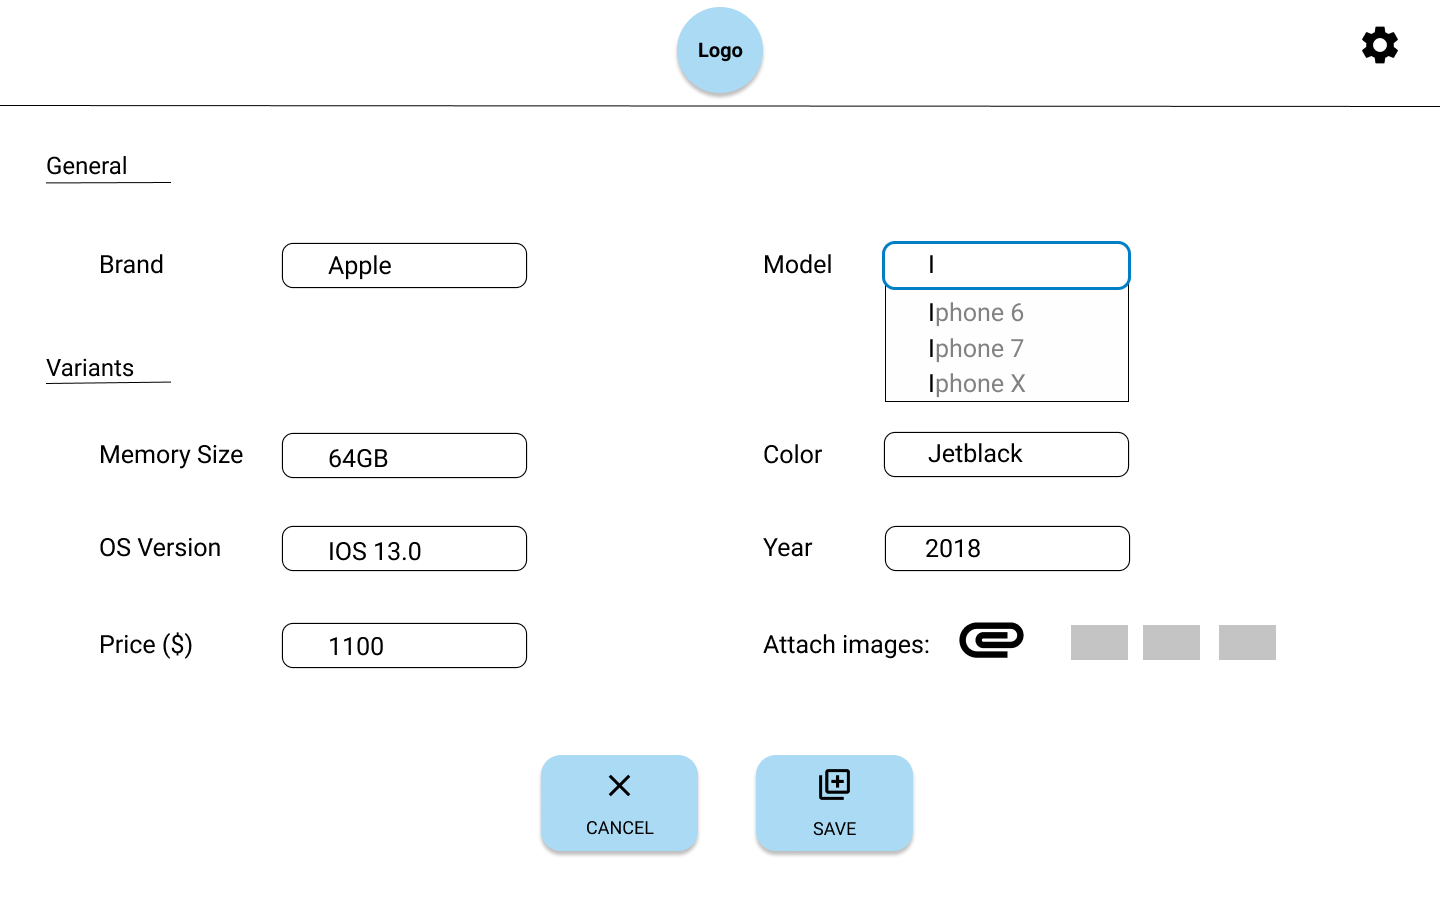 Logo
General
Brand Apple Model I
Iphone 6
Iphone 7
Iphone X
Variants
Memory Size 64GB Color Jetblack
OS Version IOS 13.0 Year 2018
Price ($) 1100 Attach images:
CANCEL SAVE